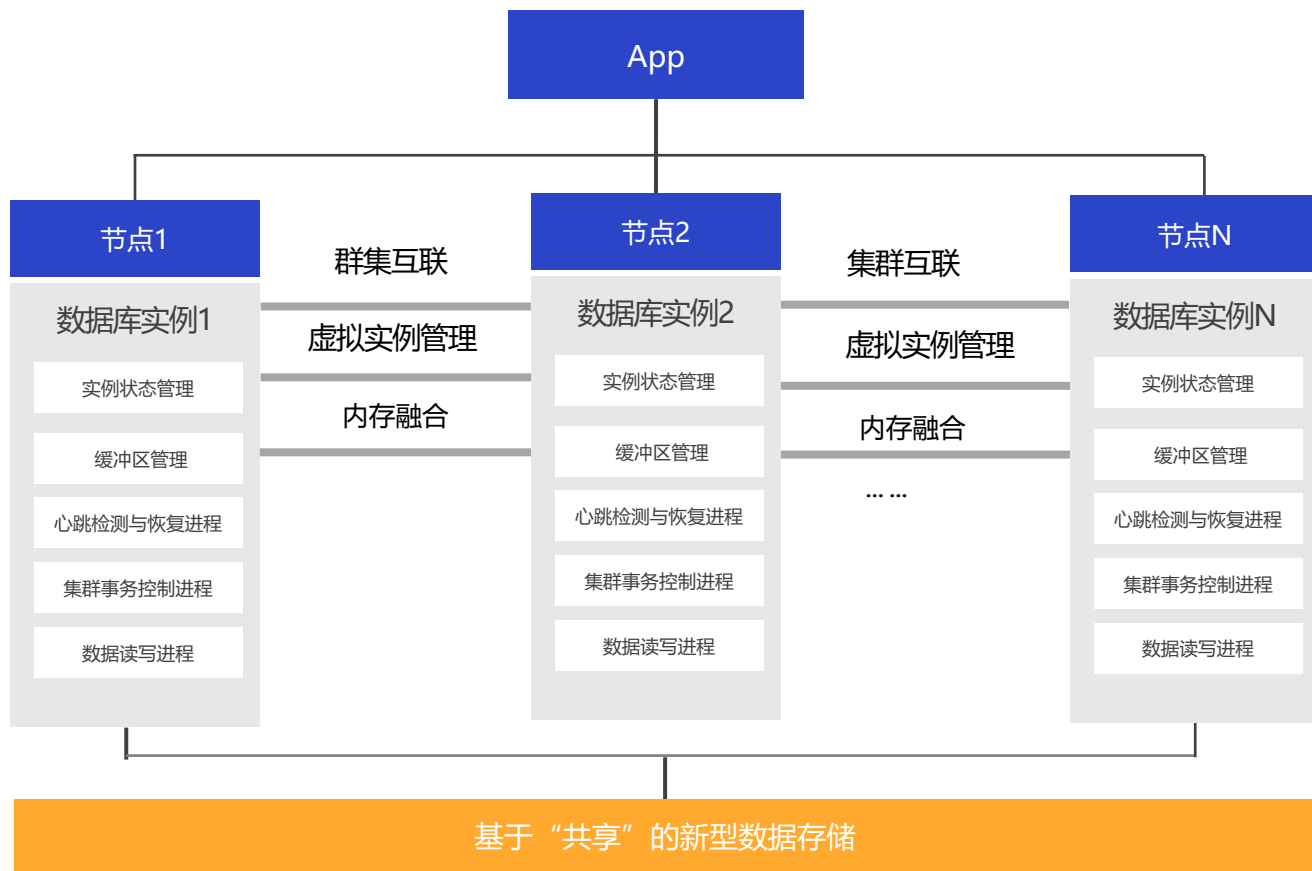 App
节点1
数据库实例1
实例状态管理
缓冲区管理
心跳检测与恢复进程
集群事务控制进程
数据读写进程
群集互联
虚拟实例管理
内存融合
节点2
数据库实例2
实例状态管理
缓冲区管理
心跳检测与恢复进程
集群事务控制进程
数据读写进程
集群互联
虚拟实例管理
内存融合
... ...
节点N
数据库实例N
实例状态管理
缓冲区管理
心跳检测与恢复进程
集群事务控制进程
数据读写进程
基于“共享”的新型数据存储